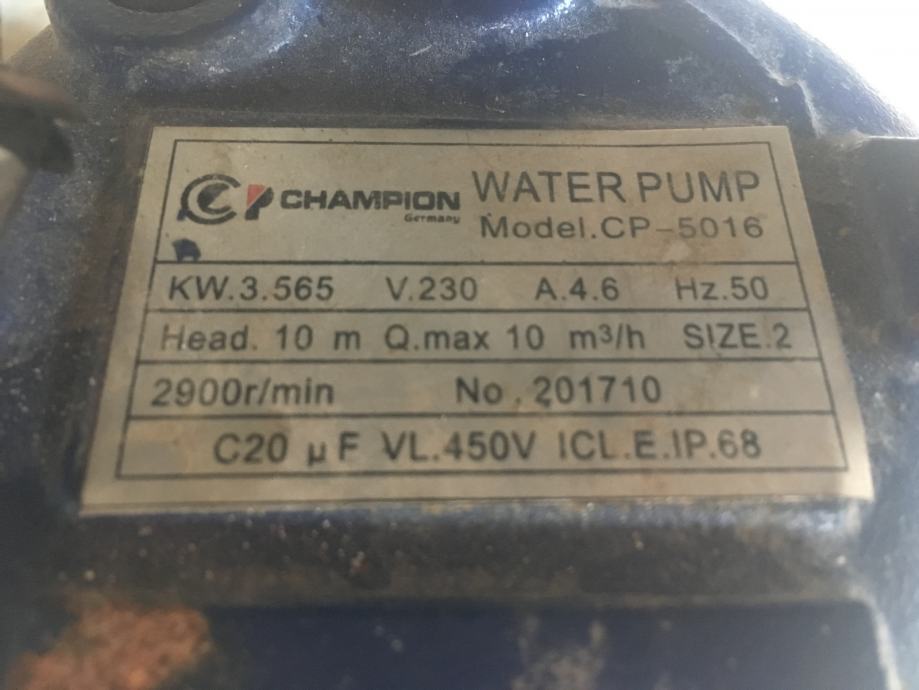 CP CHAMPION WATER PUMP
Germany Model.CP-5016
KW.3.565 V.230 A.4.6 Hz.50
Head. 10 m Q.max 10 m³/h SIZE.2
2900r/min No.201710
C20 µF VL.450V ICL.E.IP.68